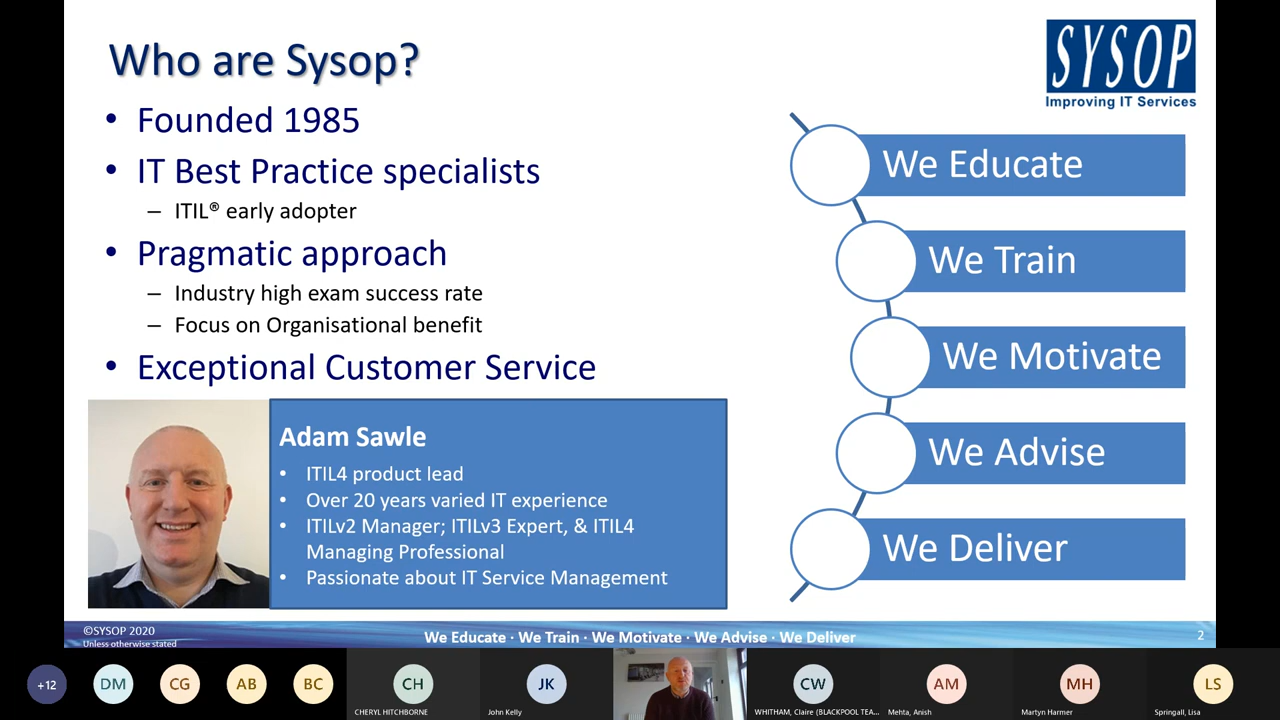 Who are Sysop?
SYSOP
Improving IT Services
• Founded 1985
• IT Best Practice specialists
– ITIL® early adopter
• Pragmatic approach
– Industry high exam success rate
– Focus on Organisational benefit
• Exceptional Customer Service
Adam Sawle
• ITIL4 product lead
• Over 20 years varied IT experience
• ITILv2 Manager; ITILv3 Expert, & ITIL4
Managing Professional
• Passionate about IT Service Management
We Educate
We Train
We Motivate
We Advise
We Deliver
©SYSOP 2020
Unless otherwise stated
We Educate · We Train · We Motivate · We Advise · We Deliver
2
+12
DM
CG
AB
BC
CH
CHERYL HITCHBORNE
JK
John Kelly
CW
WHITHAM, Claire (BLACKPOOL TEA...
AM
Mehta, Anish
MH
Martyn Harmer
LS
Springall, Lisa